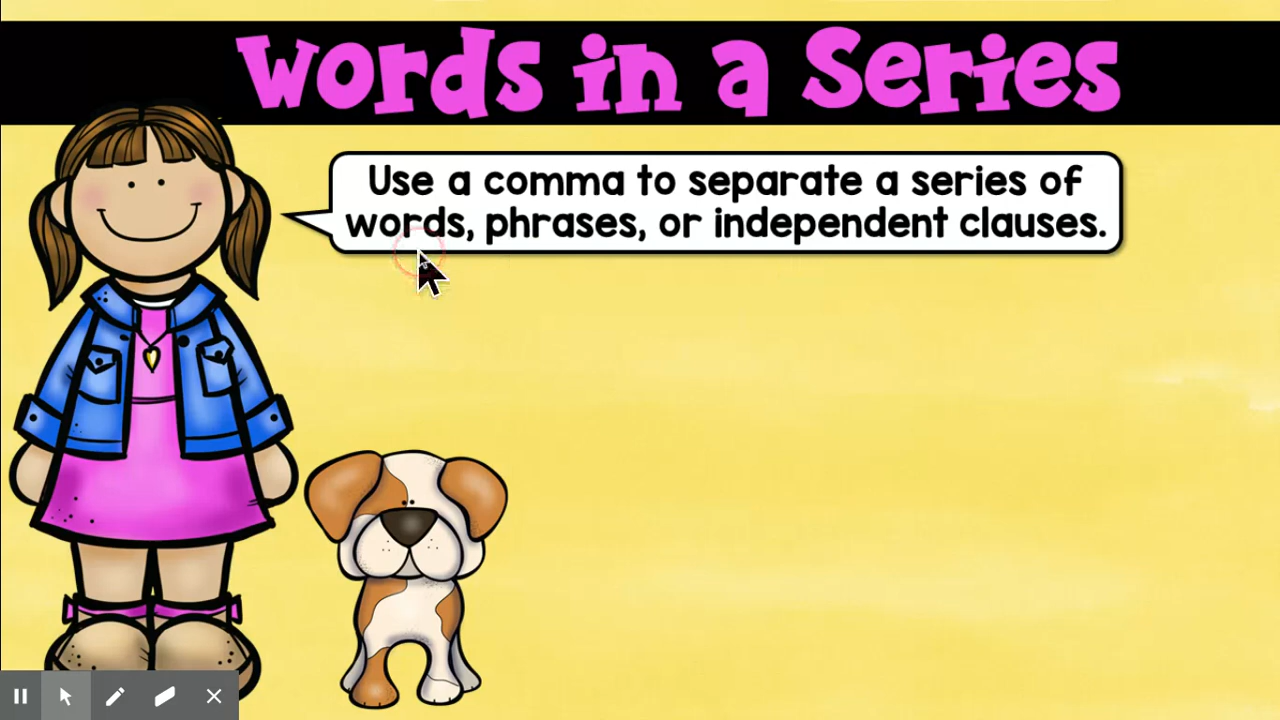 Words in a Series
Use a comma to separate a series of
words, phrases, or independent clauses.